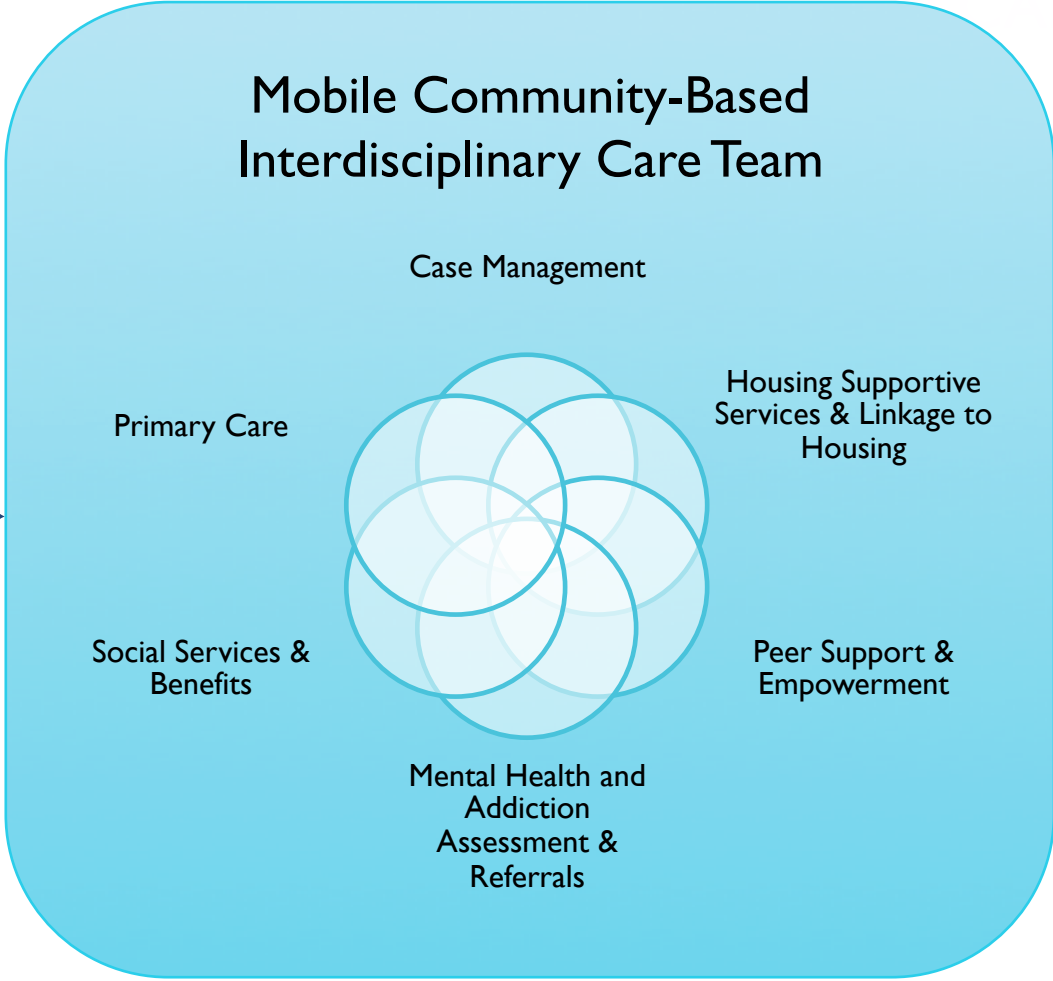 Mobile Community-Based
Interdisciplinary Care Team
Case Management
Housing Supportive
Services & Linkage to
Housing
Primary Care
Social Services &
Benefits
Peer Support &
Empowerment
Mental Health and
Addiction
Assessment &
Referrals